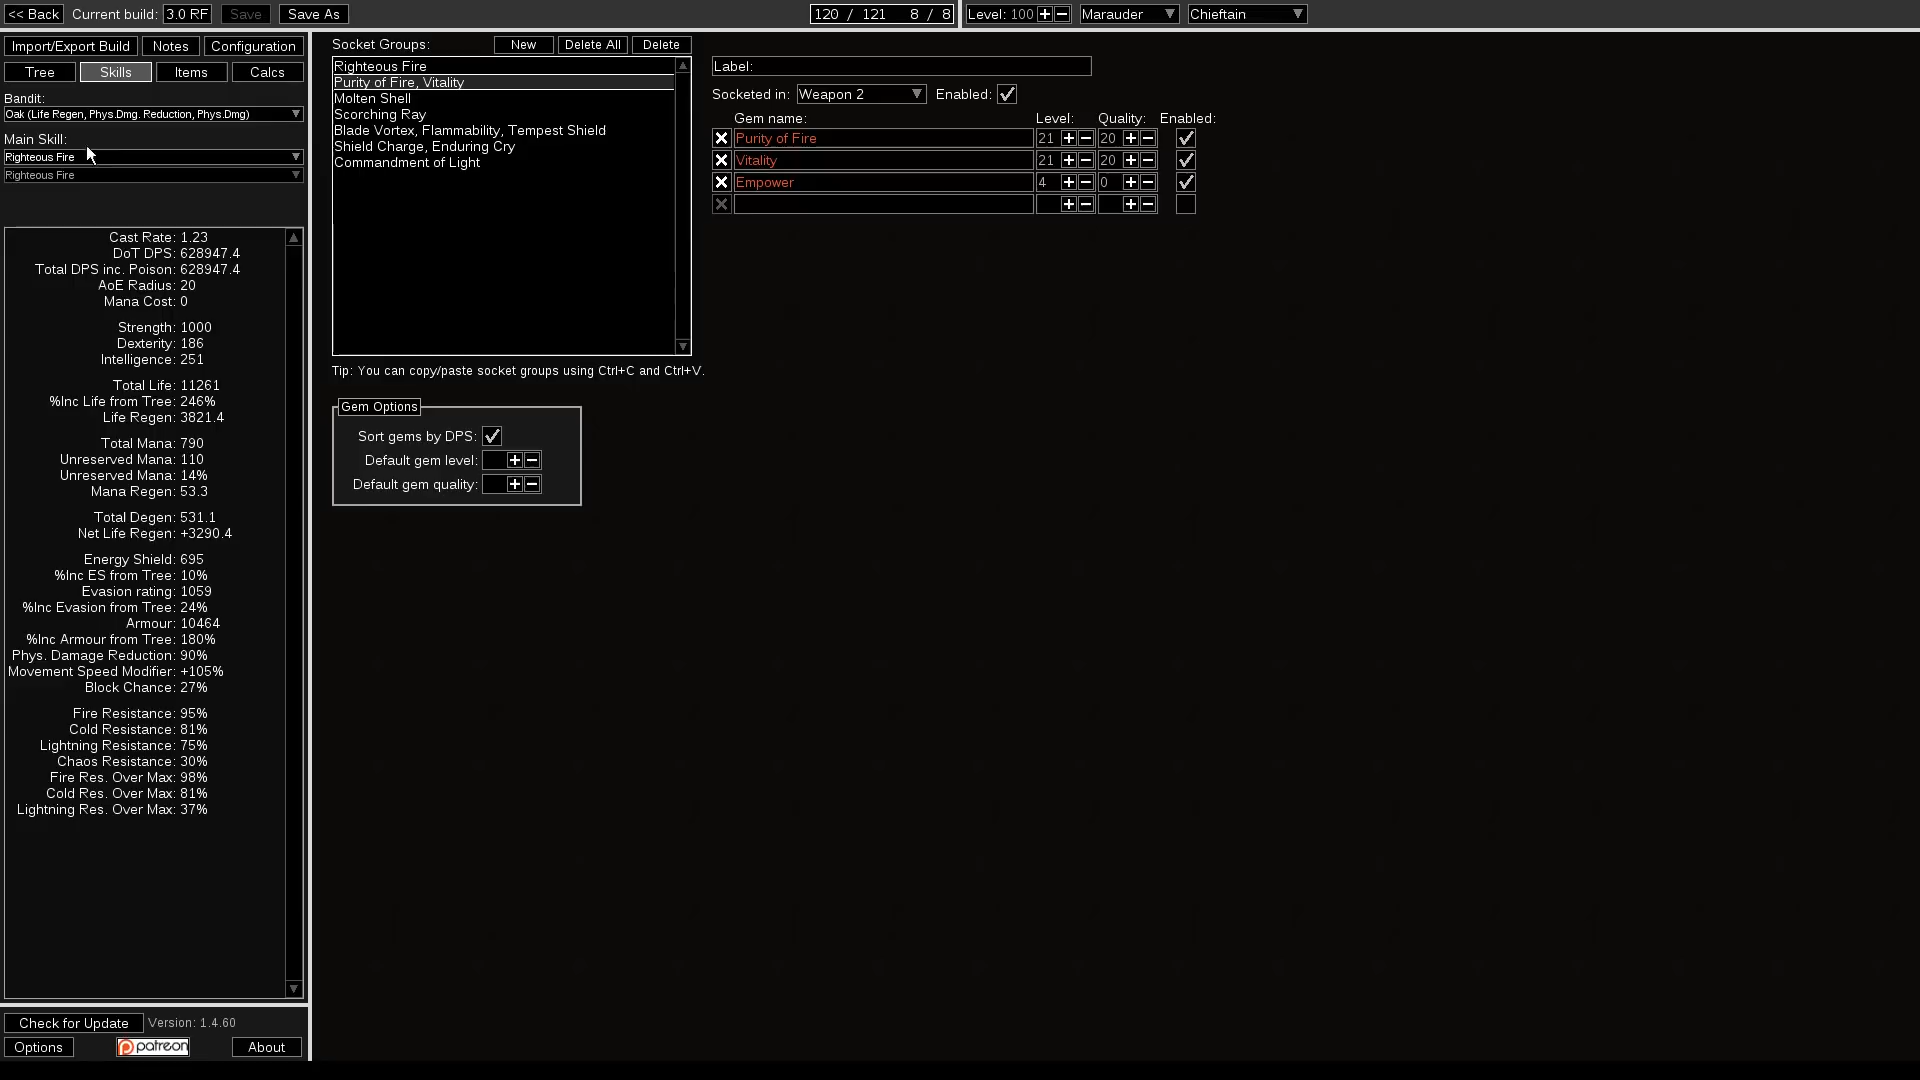 << Back Current build: 3.0 RF Save Save As 120 / 121 8 / 8 Level: 100 Marauder Chieftain
Import/Export Build Notes Configuration
Tree Skills Items Calcs
Bandit:
Oak (Life Regen, Phys.Dmg. Reduction, Phys.Dmg)
Main Skill:
Righteous Fire
Righteous Fire
Cast Rate: 1.23
DoT DPS: 628947.4
Total DPS inc. Poison: 628947.4
AoE Radius: 20
Mana Cost: 0
Strength: 1000
Dexterity: 186
Intelligence: 251
Total Life: 11261
%Inc Life from Tree: 246%
Life Regen: 3821.4
Total Mana: 790
Unreserved Mana: 110
Unreserved Mana: 14%
Mana Regen: 53.3
Total Degen: 531.1
Net Life Regen: +3290.4
Energy Shield: 695
%Inc ES from Tree: 10%
Evasion rating: 1059
%Inc Evasion from Tree: 24%
Armour: 10464
%Inc Armour from Tree: 180%
Phys. Damage Reduction: 90%
Movement Speed Modifier: +105%
Block Chance: 27%
Fire Resistance: 95%
Cold Resistance: 81%
Lightning Resistance: 75%
Chaos Resistance: 30%
Fire Res. Over Max: 98%
Cold Res. Over Max: 81%
Lightning Res. Over Max: 37%
Check for Update Version: 1.4.60
Options patreon About
Socket Groups: New Delete All Delete
Righteous Fire
Purity of Fire, Vitality
Molten Shell
Scorching Ray
Blade Vortex, Flammability, Tempest Shield
Shield Charge, Enduring Cry
Commandment of Light
Tip: You can copy/paste socket groups using Ctrl+C and Ctrl+V.
Gem Options
Sort gems by DPS:
Default gem level:
Default gem quality:
Label:
Socketed in: Weapon 2 Enabled:
Gem name: Level: Quality: Enabled:
Purity of Fire 21 20
Vitality 21 20
Empower 4 0